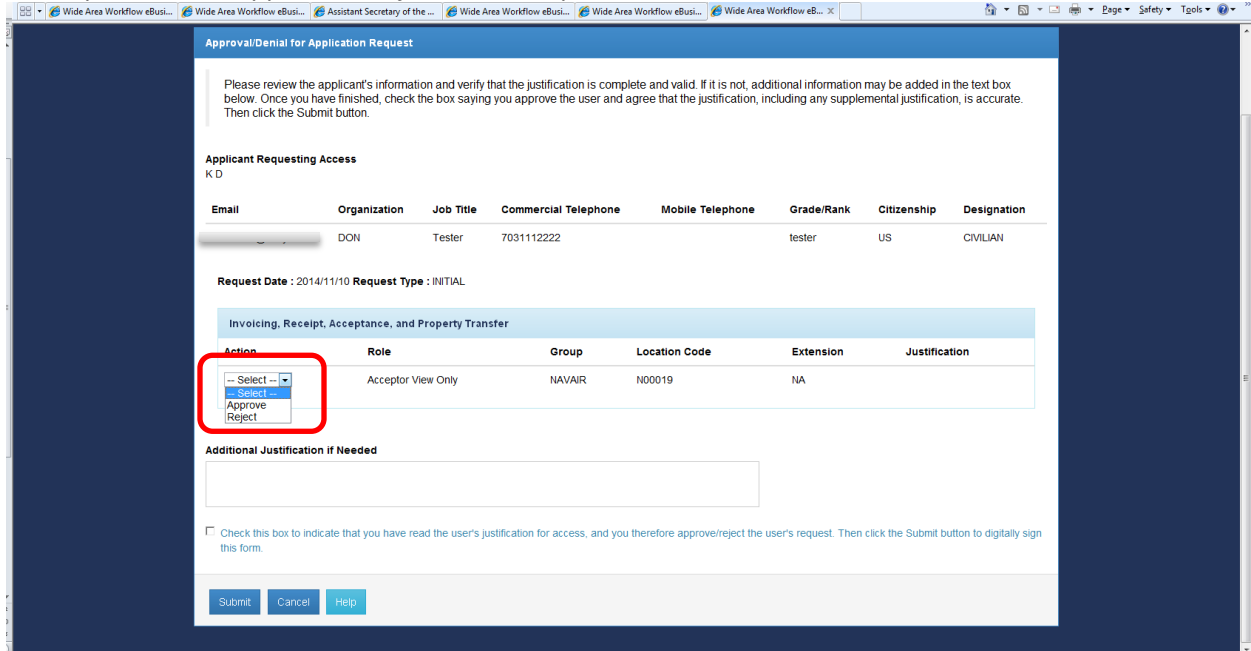 Wide Area Workflow eBusi... Wide Area Workflow eBusi... Assistant Secretary of the ... Wide Area Workflow eBusi... Wide Area Workflow eBusi... Wide Area Workflow eB... X Page Safety Tools
Approval/Denial for Application Request
Please review the applicant's information and verify that the justification is complete and valid. If it is not, additional information may be added in the text box
below. Once you have finished, check the box saying you approve the user and agree that the justification, including any supplemental justification, is accurate.
Then click the Submit button.
Applicant Requesting Access
K D
Email Organization Job Title Commercial Telephone Mobile Telephone Grade/Rank Citizenship Designation
DON Tester 7031112222 tester US CIVILIAN
Request Date : 2014/11/10 Request Type : INITIAL
Invoicing, Receipt, Acceptance, and Property Transfer
Action Role Group Location Code Extension Justification
-- Select -- Acceptor View Only NAVAIR N00019 NA
-- Select --
Approve
Reject
Additional Justification if Needed
Check this box to indicate that you have read the user's justification for access, and you therefore approve/reject the user's request. Then click the Submit button to digitally sign
this form.
Submit Cancel Help